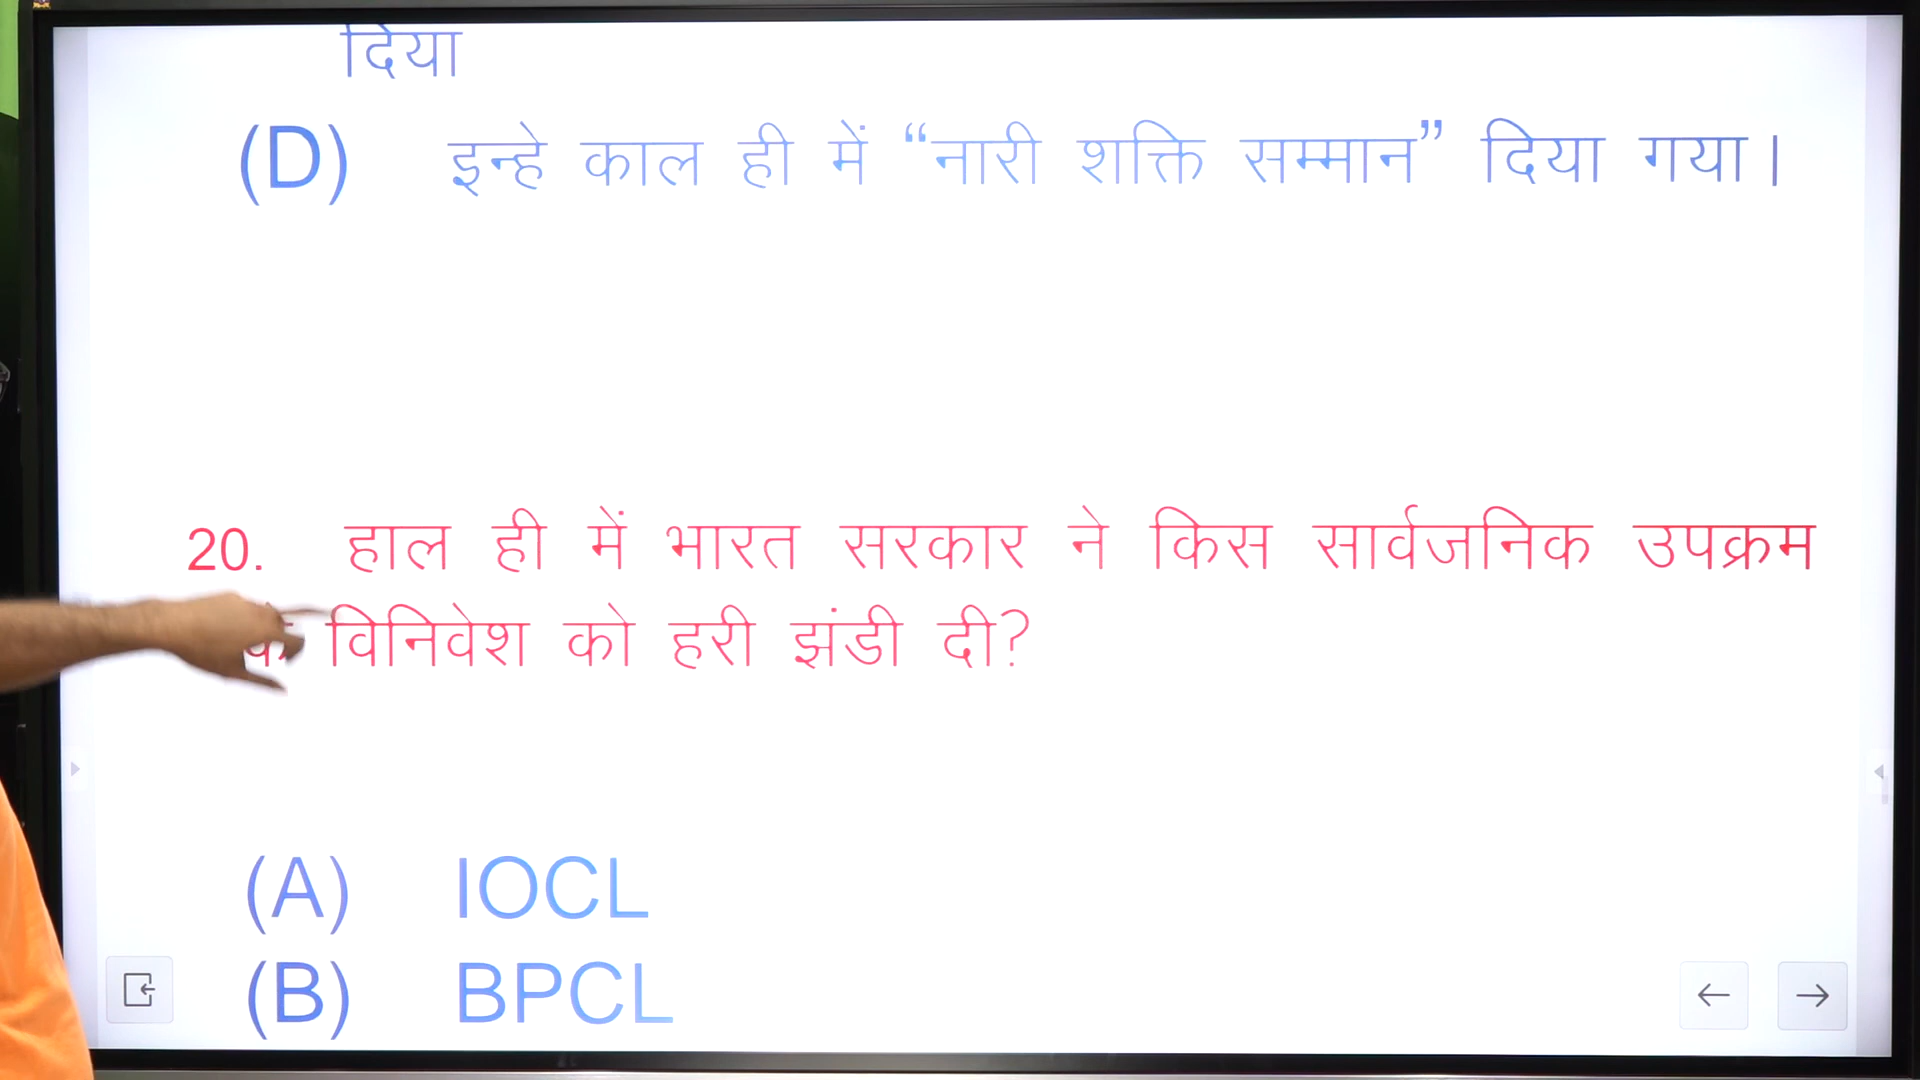 दिया
(D) इन्हे काल ही में “नारी शक्ति सम्मान” दिया गया।
20. हाल ही में भारत सरकार ने किस सार्वजनिक उपक्रम
के विनिवेश को हरी झंडी दी?
(A) IOCL
(B) BPCL